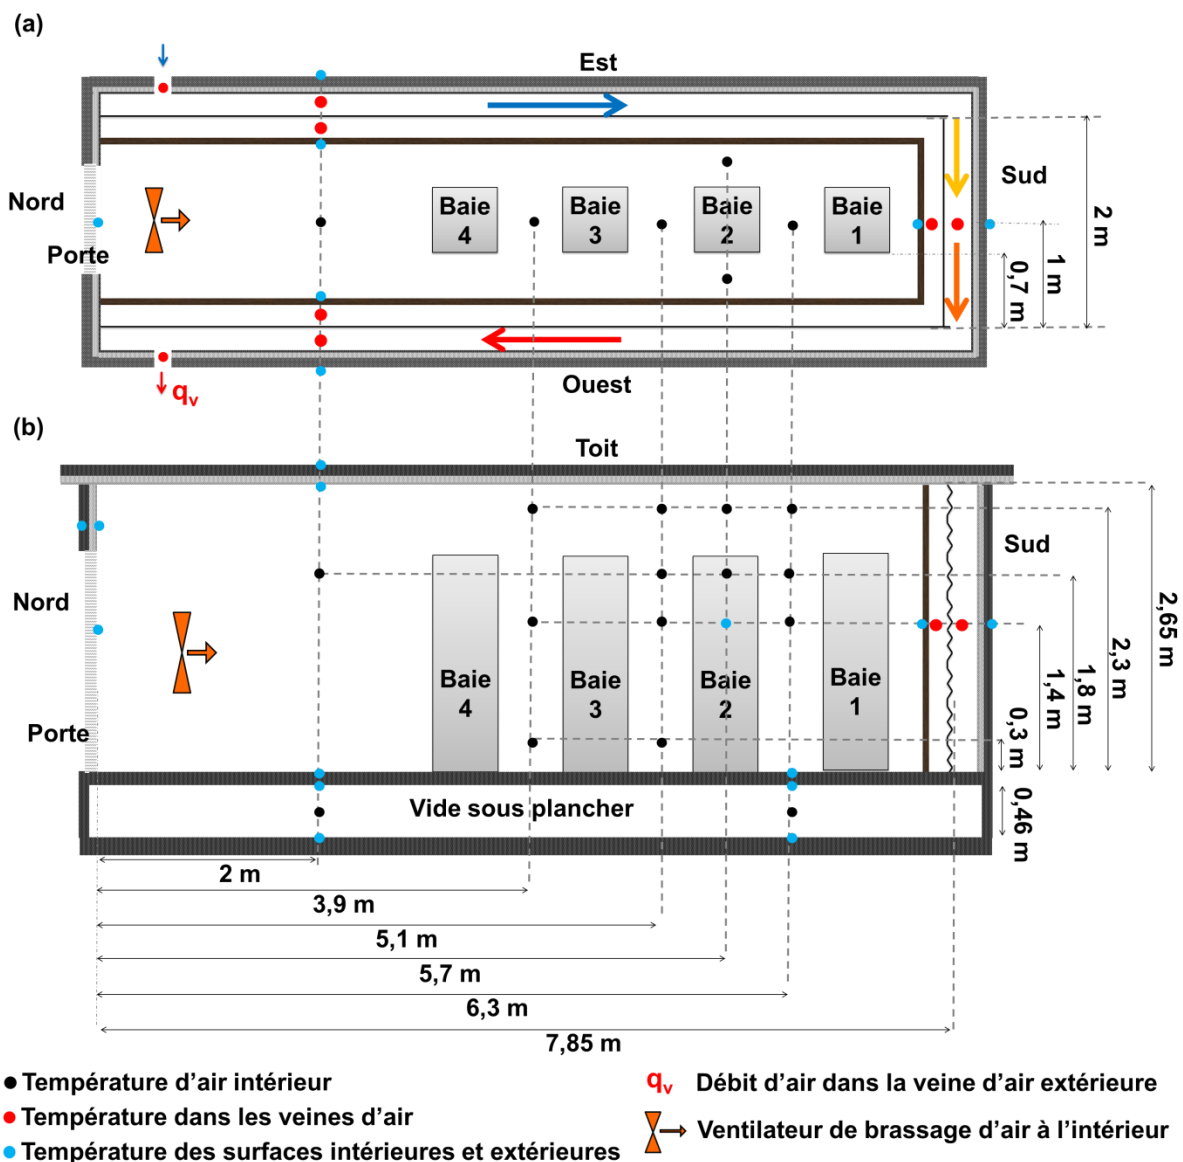 (a)
Est
Nord
Porte
Baie
4
Baie
3
Baie
2
Baie
1
Sud
2 m
1 m
0,7 m
qv
Ouest
(b)
Toit
Sud
Nord
Porte
Baie
4
Baie
3
Baie
2
Baie
1
2,65 m
2,3 m
1,8 m
1,4 m
0,3 m
0,46 m
Vide sous plancher
2 m
3,9 m
5,1 m
5,7 m
6,3 m
7,85 m
Température d'air intérieur
Température dans les veines d'air
Température des surfaces intérieures et extérieures
qv Débit d'air dans la veine d'air extérieure
Ventilateur de brassage d'air à l'intérieur